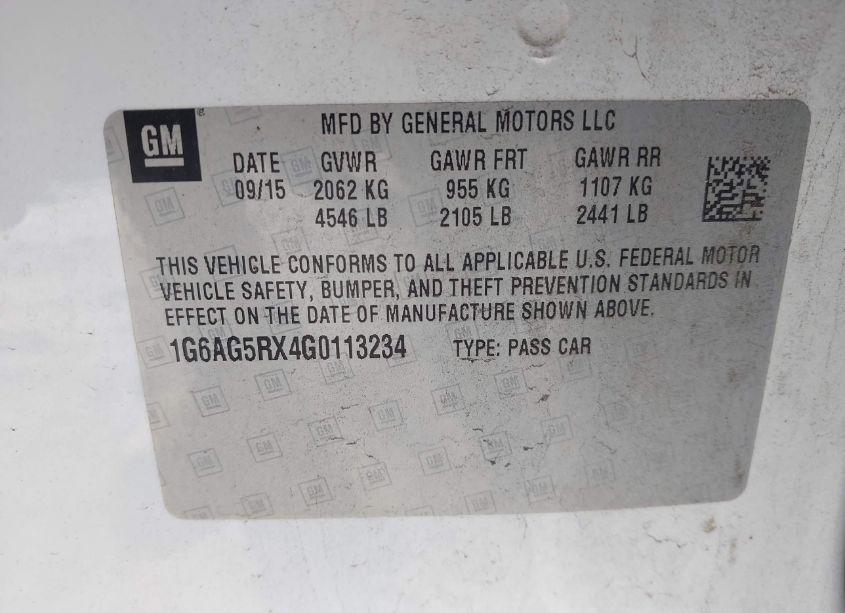 GM
MFD BY GENERAL MOTORS LLC
DATE GVWR GAWR FRT GAWR RR
09/15 2062 KG 955 KG 1107 KG
4546 LB 2105 LB 2441 LB
THIS VEHICLE CONFORMS TO ALL APPLICABLE U.S. FEDERAL MOTOR
VEHICLE SAFETY, BUMPER, AND THEFT PREVENTION STANDARDS IN
EFFECT ON THE DATE OF MANUFACTURE SHOWN ABOVE.
1G6AG5RX4G0113234 TYPE: PASS CAR